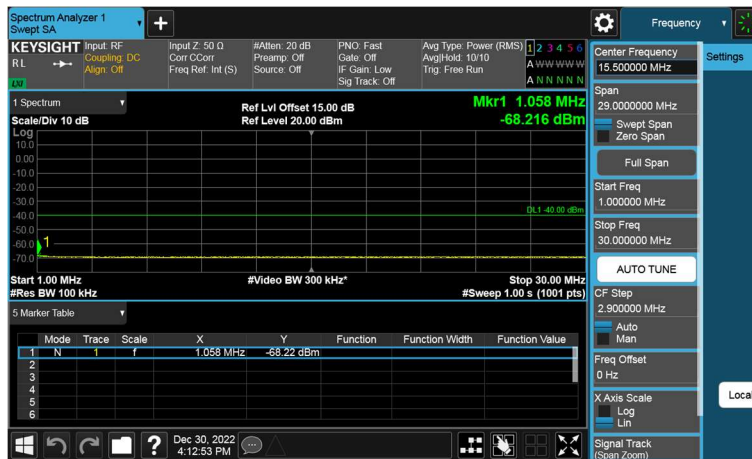 Spectrum Analyzer 1
Swept SA
Frequency
KEYSIGHT
RL
LXI
Input: RF
Coupling: DC
Align: Off
Input Z: 50 Ω
Corr CCorr
Freq Ref: Int (S)
#Atten: 20 dB
Preamp: Off
Source: Off
PNO: Fast
Gate: Off
IF Gain: Low
Sig Track: Off
Avg Type: Power (RMS)
Avg|Hold: 10/10
Trig: Free Run
1 2 3 4 5 6
A W W W W W
A N N N N N
1 Spectrum
Scale/Div 10 dB
Ref Lvl Offset 15.00 dB
Ref Level 20.00 dBm
Mkr1 1.058 MHz
-68.216 dBm
Log
10.0
0.00
-10.0
-20.0
-30.0
-40.0
-50.0
-60.0
-70.0
DL1 -40.00 dBm
1
Start 1.00 MHz
#Video BW 300 kHz*
Stop 30.00 MHz
#Res BW 100 kHz
#Sweep 1.00 s (1001 pts)
5 Marker Table
Mode Trace Scale X Y Function Function Width Function Value
1 N 1 f 1.058 MHz -68.22 dBm
2
3
4
5
6
?
Dec 30, 2022
4:12:53 PM
Center Frequency
15.500000 MHz
Settings
Span
29.0000000 MHz
Swept Span
Zero Span
Full Span
Start Freq
1.000000 MHz
Stop Freq
30.000000 MHz
AUTO TUNE
CF Step
2.900000 MHz
Auto
Man
Freq Offset
0 Hz
X Axis Scale
Log
Lin
Local
Signal Track
(Span Zoom)